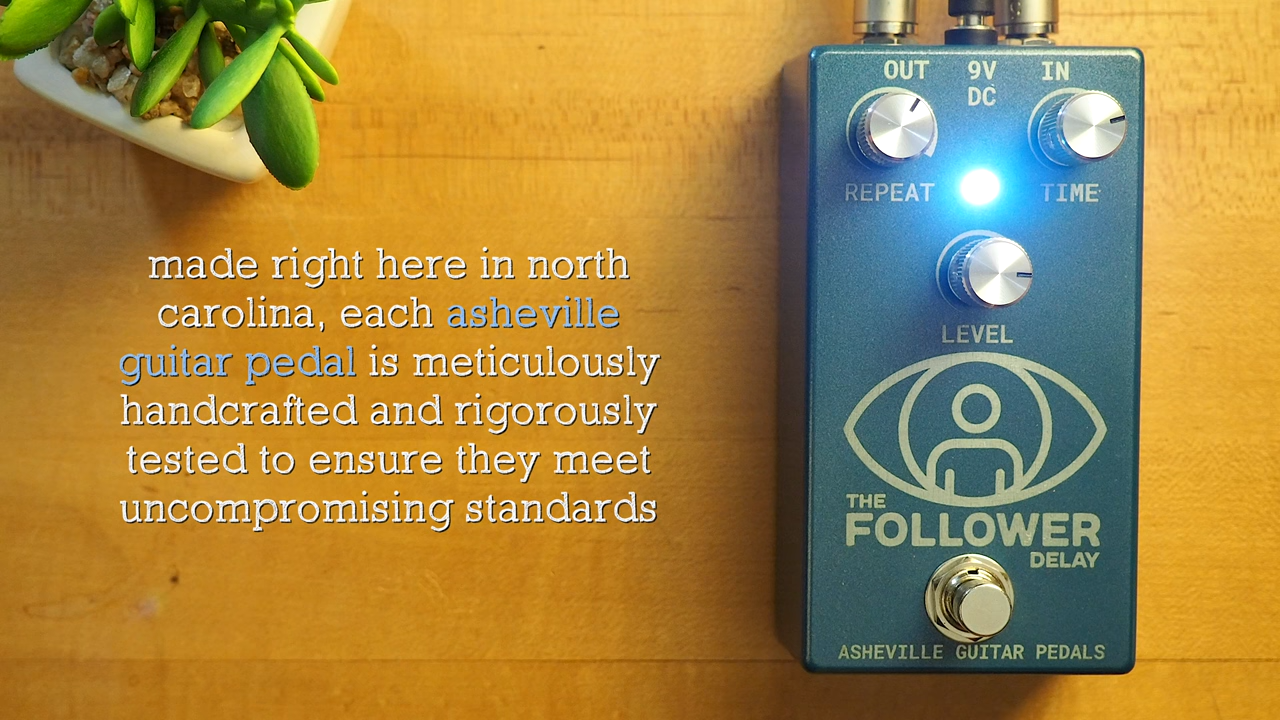 made right here in north
carolina, each asheville
guitar pedal is meticulously
handcrafted and rigorously
tested to ensure they meet
uncompromising standards
OUT 9V IN
DC
REPEAT TIME
LEVEL
THE
FOLLOWER
DELAY
ASHEVILLE GUITAR PEDALS